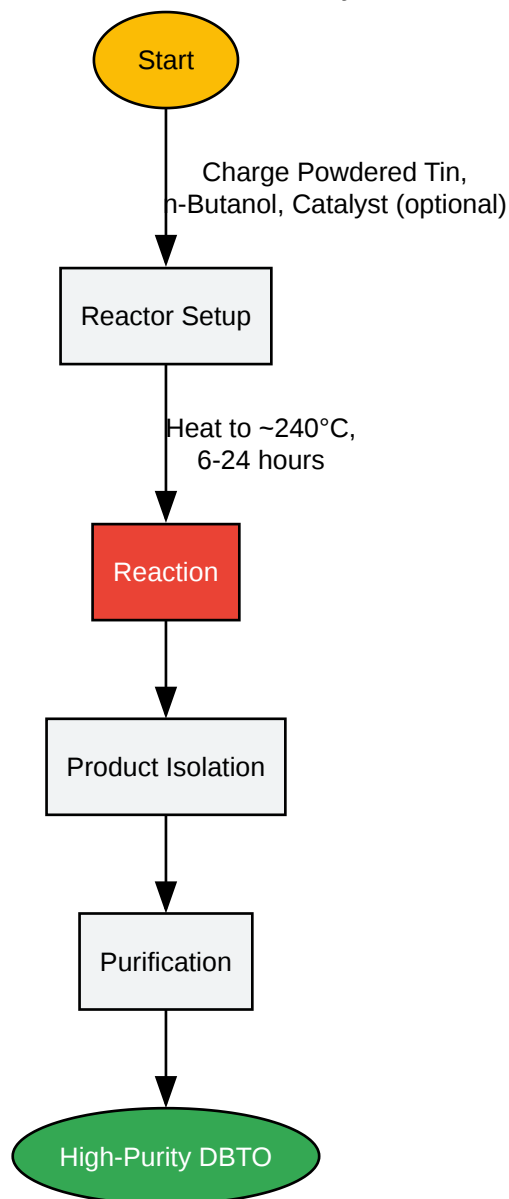 Start
Charge Powdered Tin,
n-Butanol, Catalyst (optional)
Reactor Setup
Heat to ~240°C,
6-24 hours
Reaction
Product Isolation
Purification
High-Purity DBTO